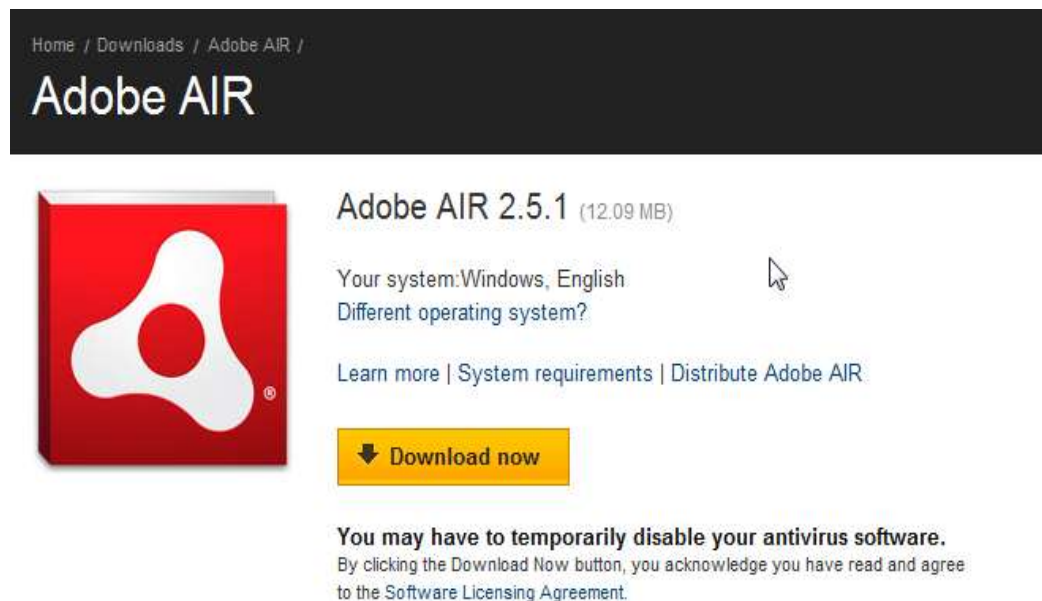 Home / Downloads / Adobe AIR /
Adobe AIR
Adobe AIR 2.5.1 (12.09 MB)
Your system:Windows, English
Different operating system?
Learn more | System requirements | Distribute Adobe AIR
®
Download now
You may have to temporarily disable your antivirus software.
By clicking the Download Now button, you acknowledge you have read and agree
to the Software Licensing Agreement.